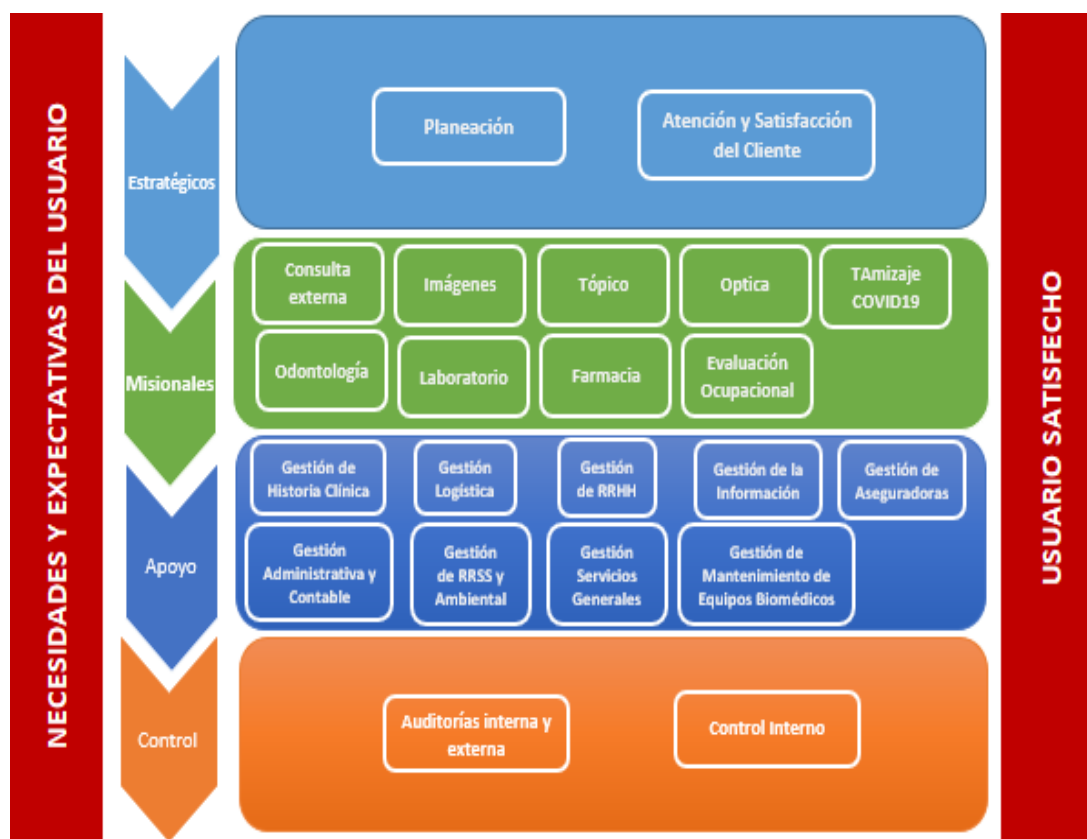 NECESIDADES Y EXPECTATIVAS DEL USUARIO
Estratégicos
Planeación
Atención y Satisfacción
del Cliente
Misionales
Consulta
externa
Imágenes
Tópico
Optica
TAmizaje
COVID19
Odontología
Laboratorio
Farmacia
Evaluación
Ocupacional
Apoyo
Gestión de
Historia Clínica
Gestión
Logística
Gestión
de RRHH
Gestión de la
Información
Gestión de
Aseguradoras
Gestión
Administrativa y
Contable
Gestión
de RRSS y
Ambiental
Gestión
Servicios
Generales
Gestión de
Mantenimiento de
Equipos Biomédicos
Control
Auditorías interna y
externa
Control Interno
USUARIO SATISFECHO